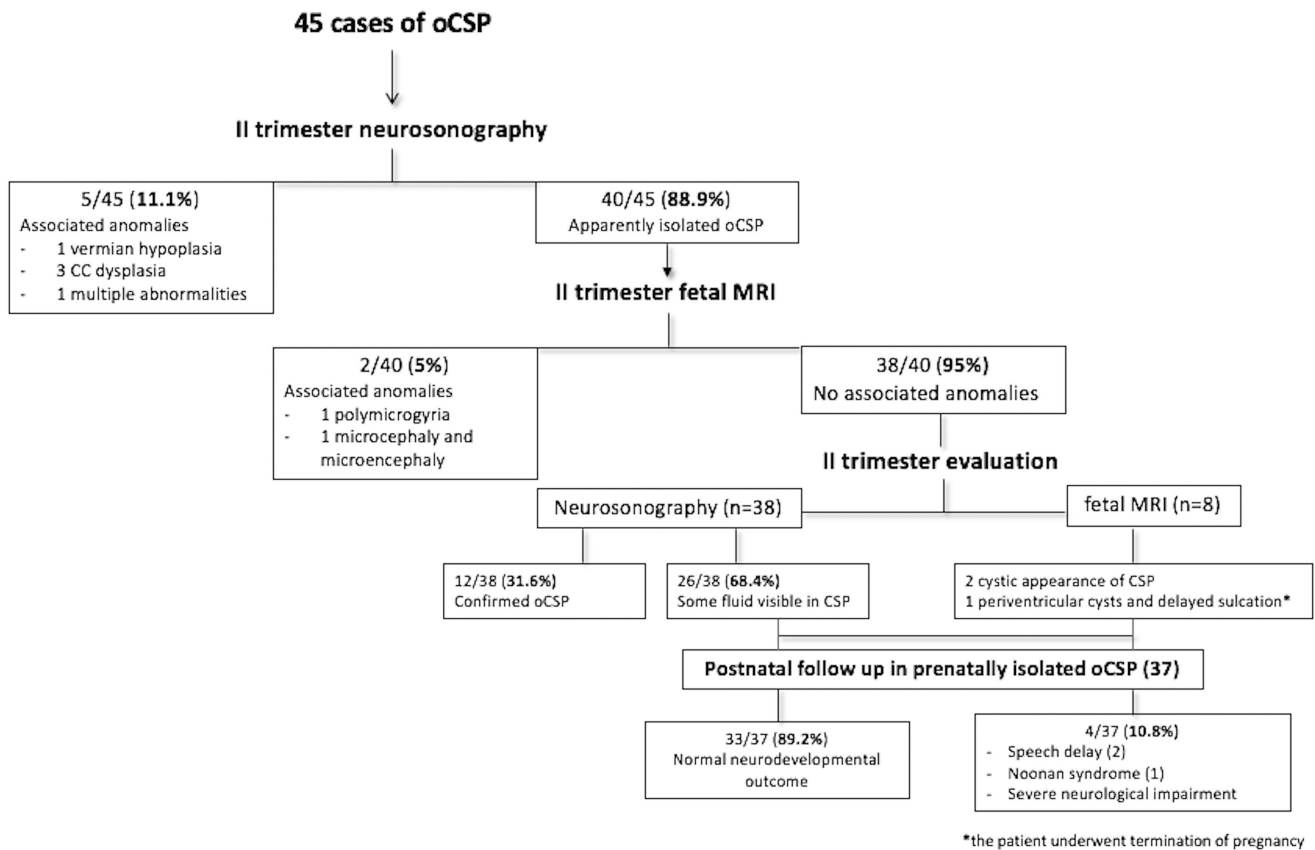 45 cases of oCSP
II trimester neurosonography
5/45 (11.1%)
Associated anomalies
- 1 vermian hypoplasia
- 3 CC dysplasia
- 1 multiple abnormalities
40/45 (88.9%)
Apparently isolated oCSP
II trimester fetal MRI
2/40 (5%)
Associated anomalies
- 1 polymicrogyria
- 1 microcephaly and
microencephaly
38/40 (95%)
No associated anomalies
II trimester evaluation
Neurosonography (n=38)
fetal MRI (n=8)
12/38 (31.6%)
Confirmed oCSP
26/38 (68.4%)
Some fluid visible in CSP
2 cystic appearance of CSP
1 periventricular cysts and delayed sulcation*
Postnatal follow up in prenatally isolated oCSP (37)
33/37 (89.2%)
Normal neurodevelopmental
outcome
4/37 (10.8%)
- Speech delay (2)
- Noonan syndrome (1)
- Severe neurological impairment
*the patient underwent termination of pregnancy